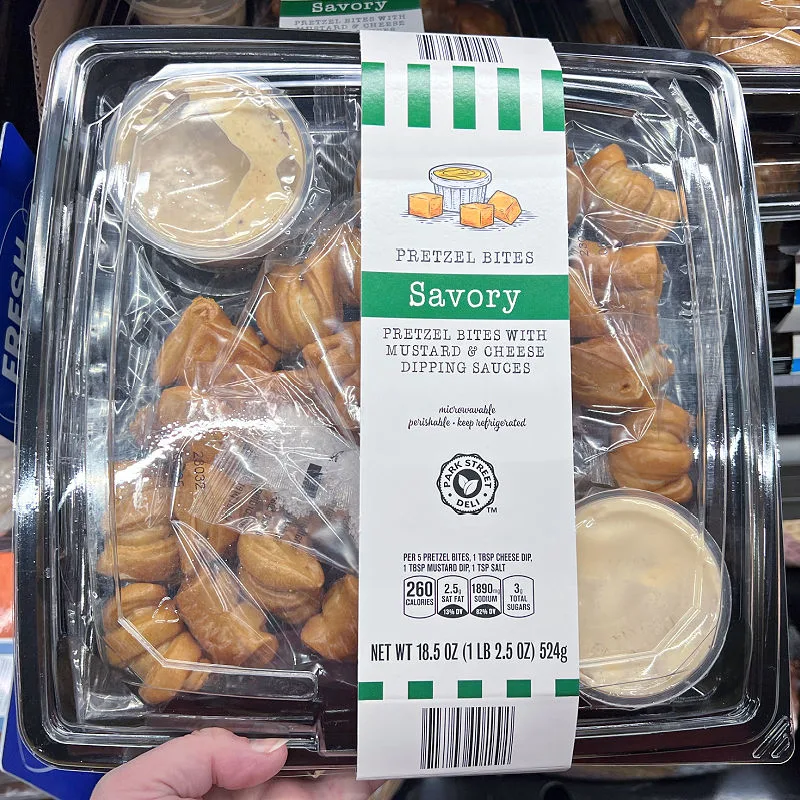 Savory
PRETZEL BITES WITH
MUSTARD & CHEESE
FRESH
PRETZEL BITES
Savory
PRETZEL BITES WITH
MUSTARD & CHEESE
DIPPING SAUCES
microwavable
perishable • keep refrigerated
PARK STREET
DELI
TM
28032
PER 5 PRETZEL BITES, 1 TBSP CHEESE DIP,
1 TBSP MUSTARD DIP, 1 TSP SALT
260 CALORIES
2.5g SAT FAT 13% DV
1890mg SODIUM 82% DV
3g TOTAL SUGARS
NET WT 18.5 OZ (1 LB 2.5 OZ) 524g